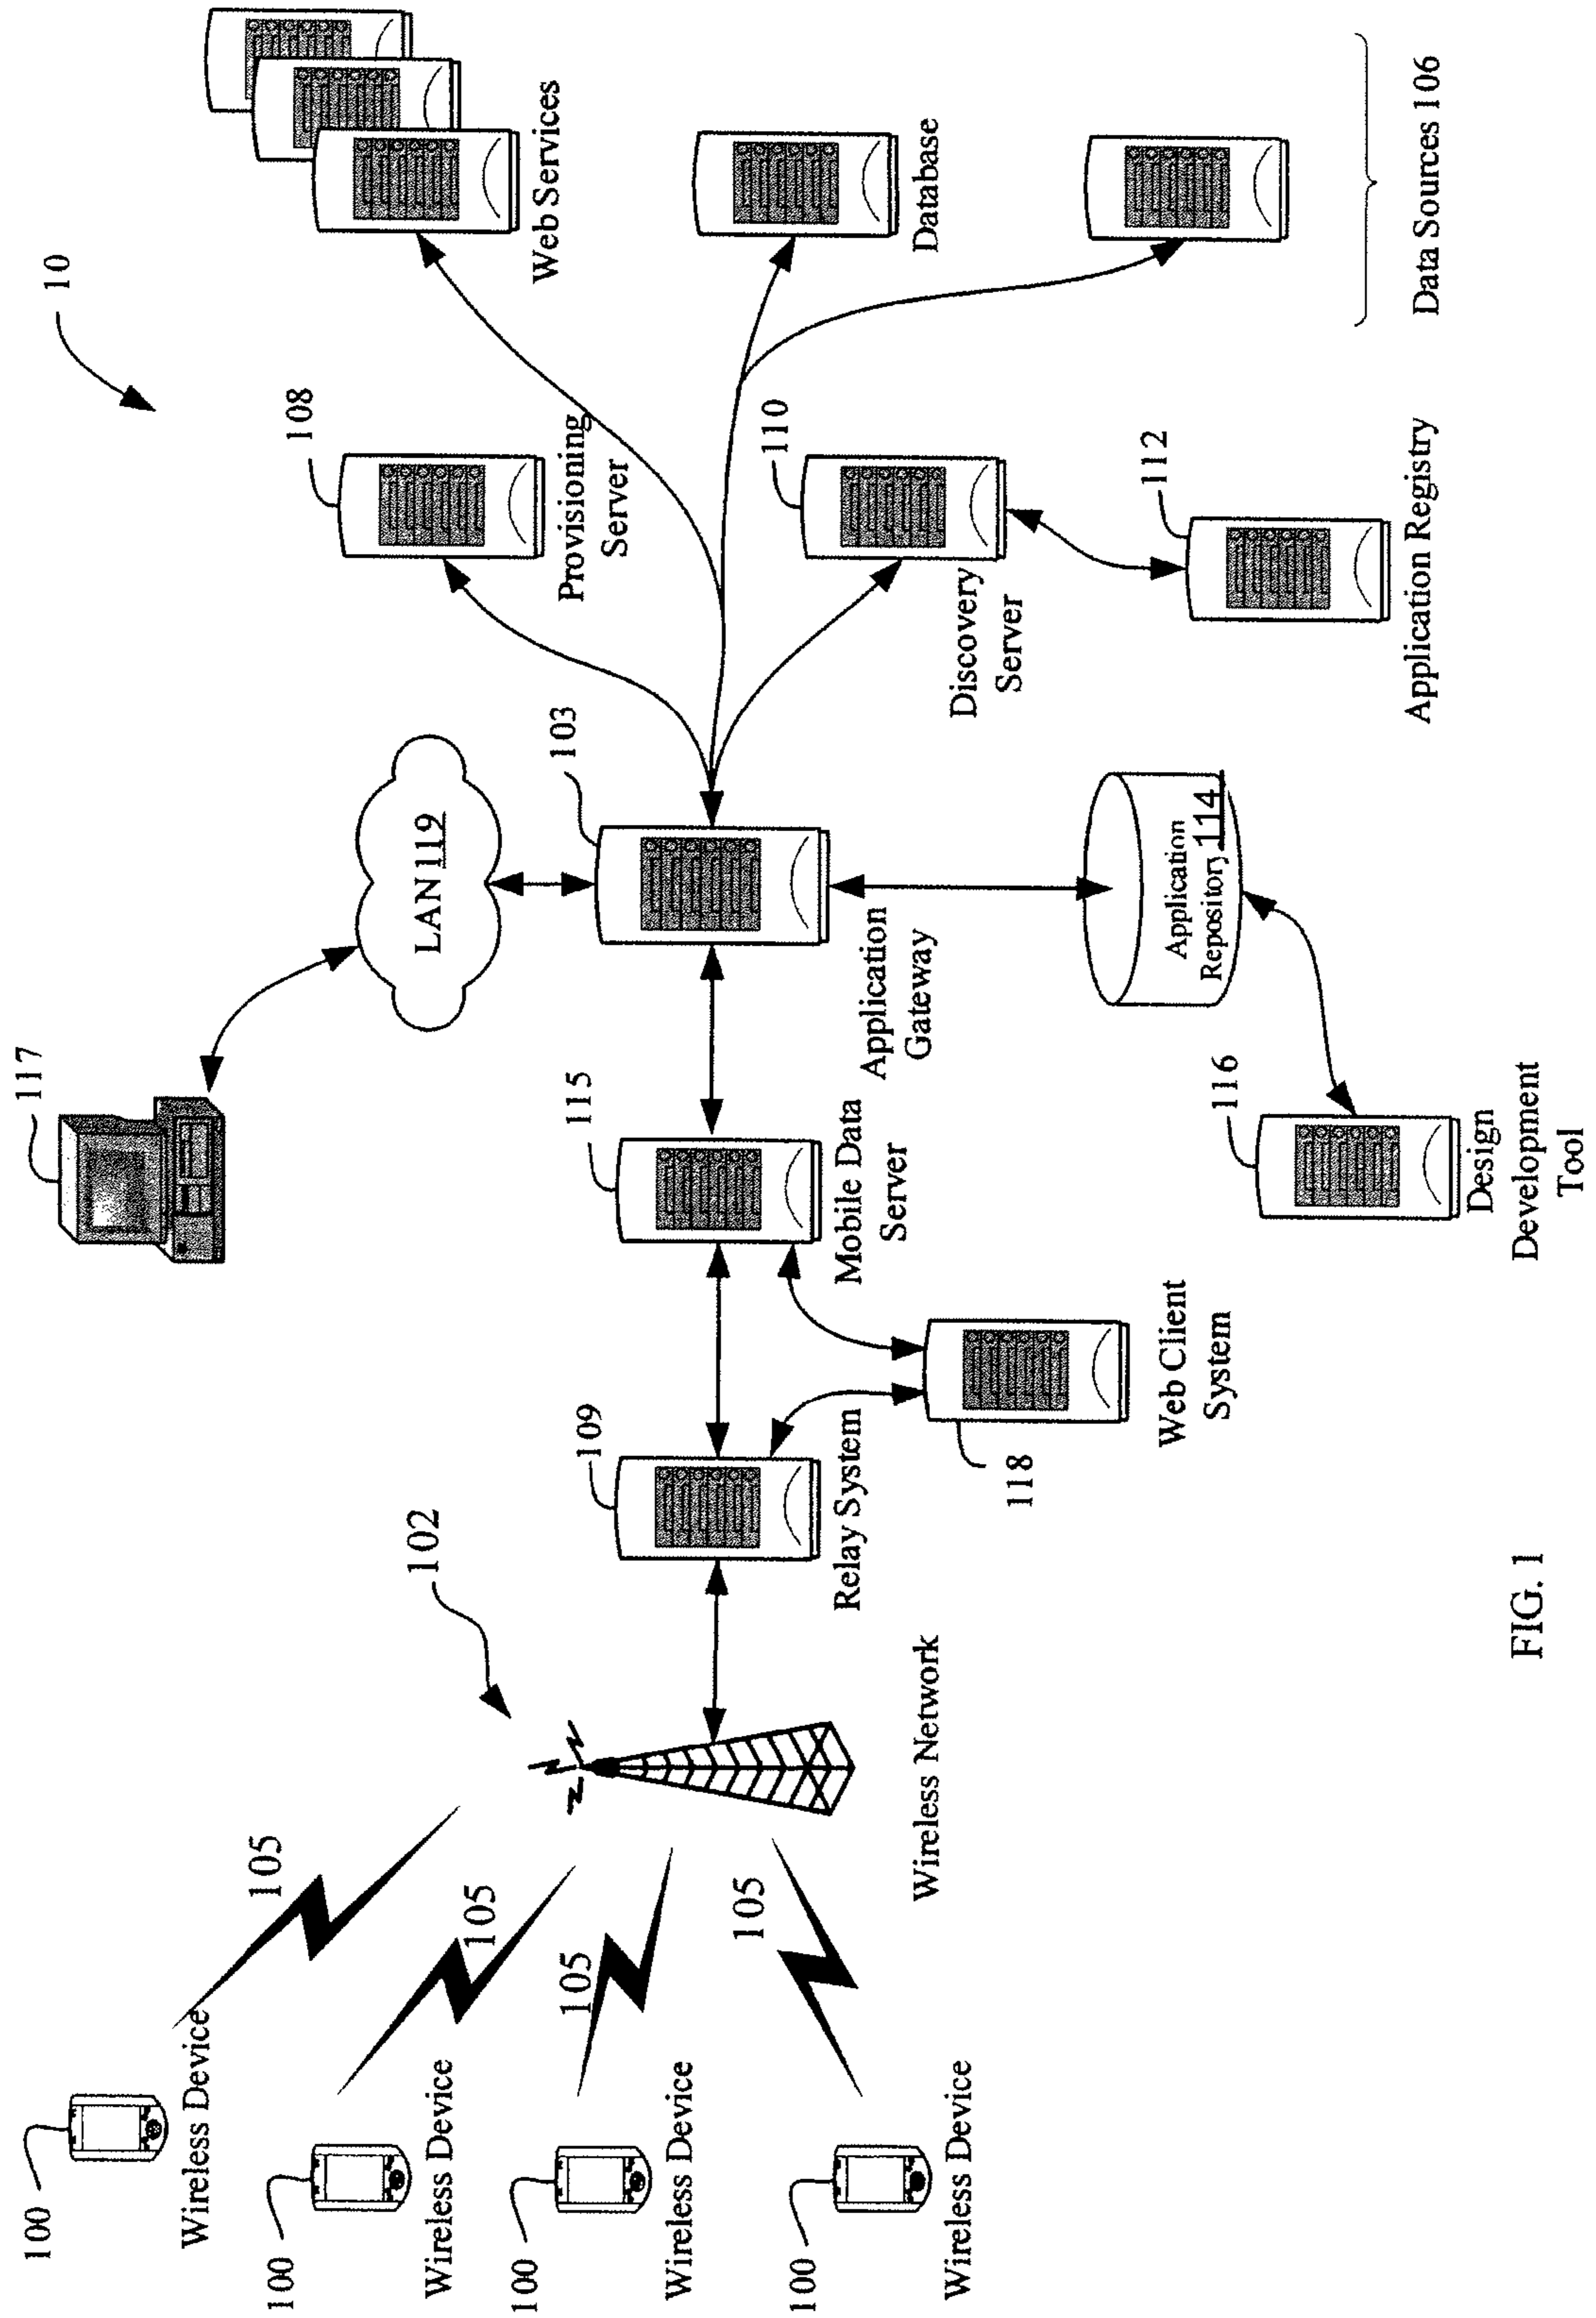 10
Web Services
108
Provisioning
Server
Database
Data Sources 106
110
Discovery
Server
112
Application Registry
117
LAN 119
103
Application
Gateway
Application
Repository 114
115
Mobile Data
Server
116
Design
Development
Tool
109
Relay System
118
Web Client
System
102
Wireless Network
105
105
105
105
100
Wireless Device
100
Wireless Device
100
Wireless Device
100
Wireless Device
FIG. 1